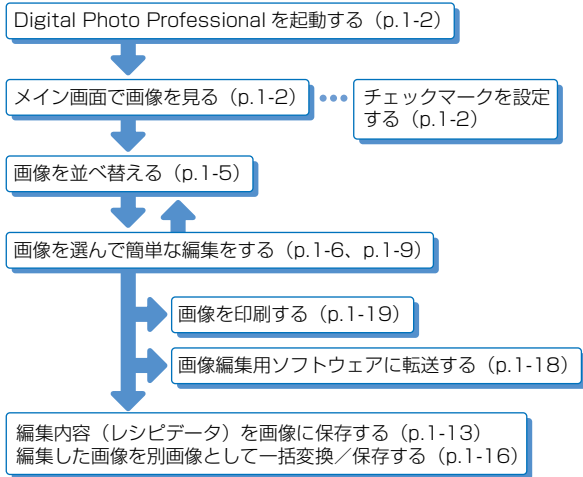 Digital Photo Professional を起動する（p.1-2）
メイン画面で画像を見る（p.1-2）
チェックマークを設定
する（p.1-2）
画像を並べ替える（p.1-5）
画像を選んで簡単な編集をする（p.1-6、p.1-9）
画像を印刷する（p.1-19）
画像編集用ソフトウェアに転送する（p.1-18）
編集内容（レシピデータ）を画像に保存する（p.1-13）
編集した画像を別画像として一括変換／保存する（p.1-16）